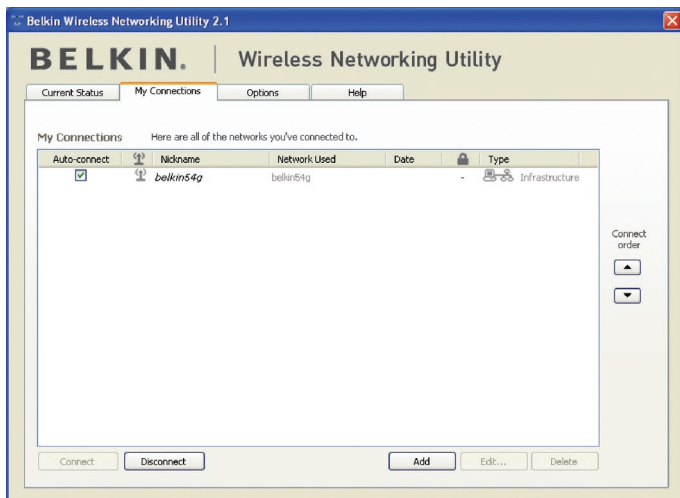 Belkin Wireless Networking Utility 2.1
BELKIN. Wireless Networking Utility
Current Status My Connections Options Help
My Connections Here are all of the networks you've connected to.
Auto-connect Nickname Network Used Date Type
belkin54g belkin54g - Infrastructure
Connect order
Connect Disconnect Add Edit... Delete